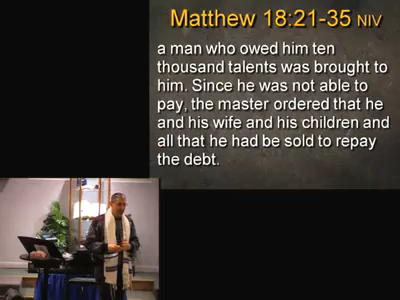 Matthew 18:21-35 NIV
a man who owed him ten
thousand talents was brought to
him. Since he was not able to
pay, the master ordered that he
and his wife and his children and
all that he had be sold to repay
the debt.